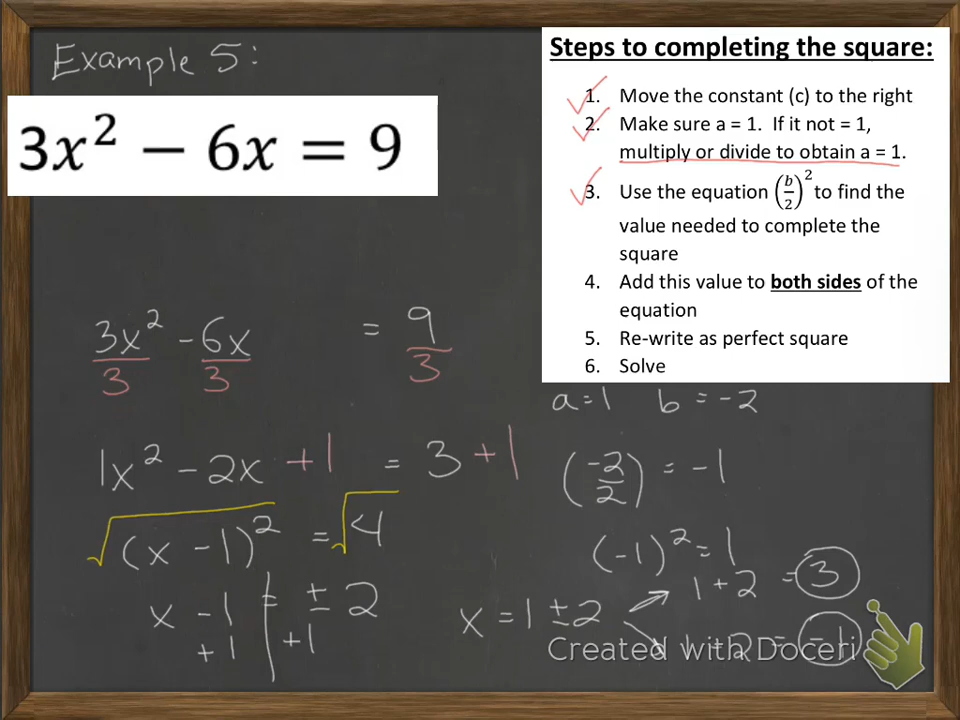 Example 5:
3x² − 6x = 9
Steps to completing the square:
1. Move the constant (c) to the right
2. Make sure a = 1. If it not = 1,
multiply or divide to obtain a = 1.
3. Use the equation (b/2)² to find the
value needed to complete the
square
4. Add this value to both sides of the
equation
5. Re-write as perfect square
6. Solve
3x²/3 - 6x/3 = 9/3
a=1 b = -2
1x² - 2x + 1 = 3 + 1
(-2/2) = -1
√(x - 1)² = √4
(-1)² = 1
x - 1 = ± 2
+1 +1
x = 1 ± 2
1 + 2 = 3
1 - 2 = -1
Created with Doceri